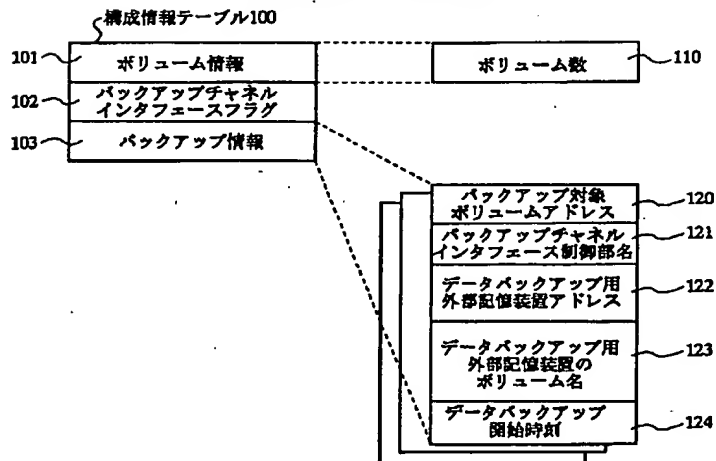 構成情報テーブル100
101
ボリューム情報
ボリューム数
110
102
バックアップチャネル
インタフェースフラグ
103
バックアップ情報
バックアップ対象
ボリュームアドレス
120
バックアップチャネル
インタフェース制御部名
121
データバックアップ用
外部記憶装置アドレス
122
データバックアップ用
外部記憶装置の
ボリューム名
123
データバックアップ
開始時刻
124